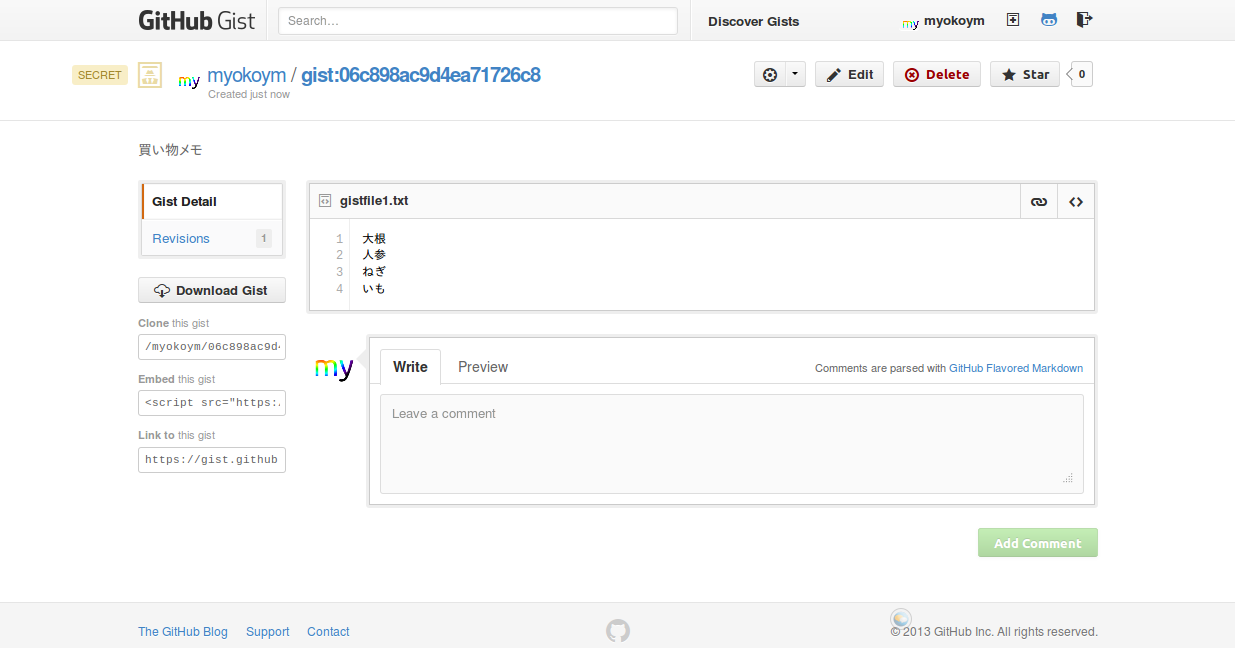 GitHub Gist
Search…
Discover Gists
my myokoym
SECRET
my myokoym / gist:06c898ac9d4ea71726c8
Created just now
Edit
Delete
Star
0
買い物メモ
Gist Detail
Revisions 1
Download Gist
Clone this gist
/myokoym/06c898ac9d
Embed this gist
<script src="https:
Link to this gist
https://gist.github
gistfile1.txt
1 大根
2 人参
3 ねぎ
4 いも
my
Write
Preview
Comments are parsed with GitHub Flavored Markdown
Leave a comment
Add Comment
The GitHub Blog
Support
Contact
© 2013 GitHub Inc. All rights reserved.